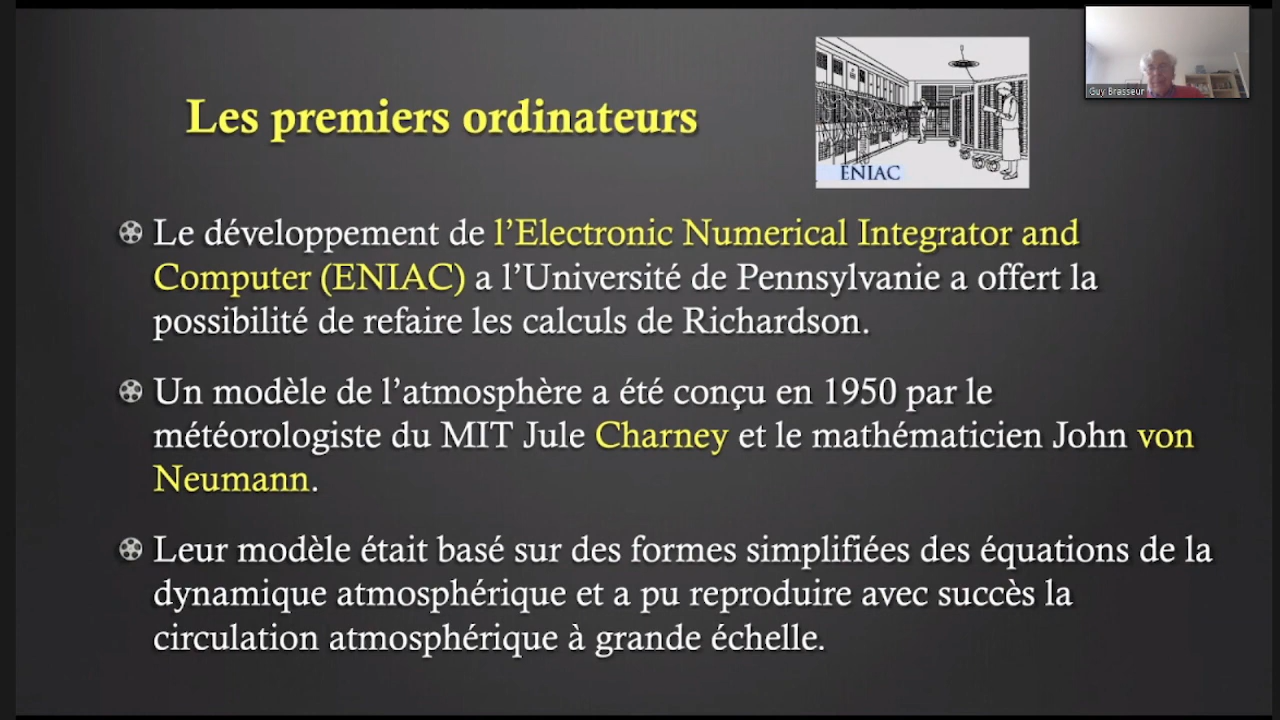 Les premiers ordinateurs
ENIAC
Guy Brasseur
Le développement de l’Electronic Numerical Integrator and
Computer (ENIAC) a l’Université de Pennsylvanie a offert la
possibilité de refaire les calculs de Richardson.
Un modèle de l’atmosphère a été conçu en 1950 par le
météorologiste du MIT Jule Charney et le mathématicien John von
Neumann.
Leur modèle était basé sur des formes simplifiées des équations de la
dynamique atmosphérique et a pu reproduire avec succès la
circulation atmosphérique à grande échelle.